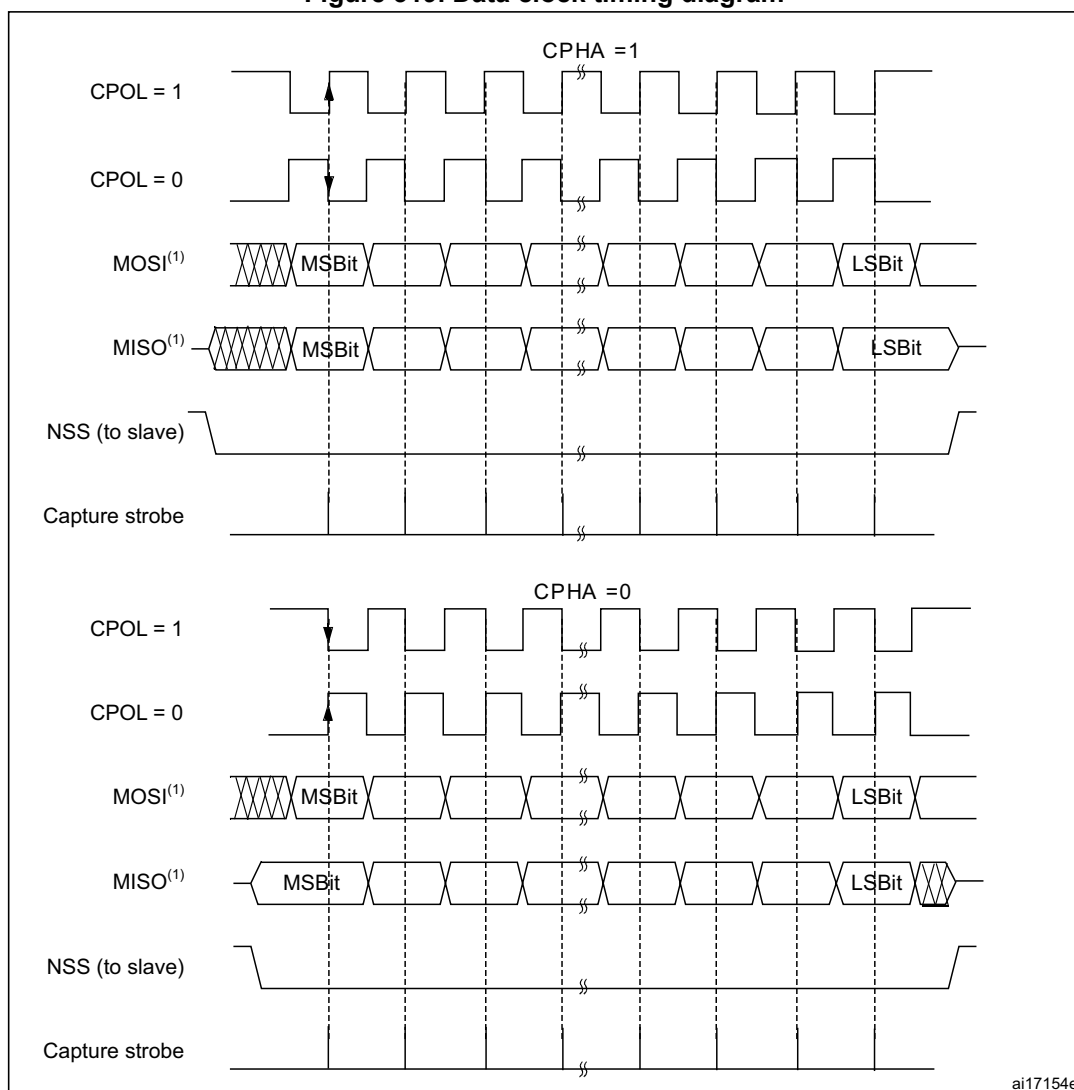 CPHA =1
CPOL = 1
CPOL = 0
MOSI(1)
MSBit
LSBit
MISO(1)
MSBit
LSBit
NSS (to slave)
Capture strobe
CPHA =0
CPOL = 1
CPOL = 0
MOSI(1)
MSBit
LSBit
MISO(1)
MSBit
LSBit
NSS (to slave)
Capture strobe
ai17154e